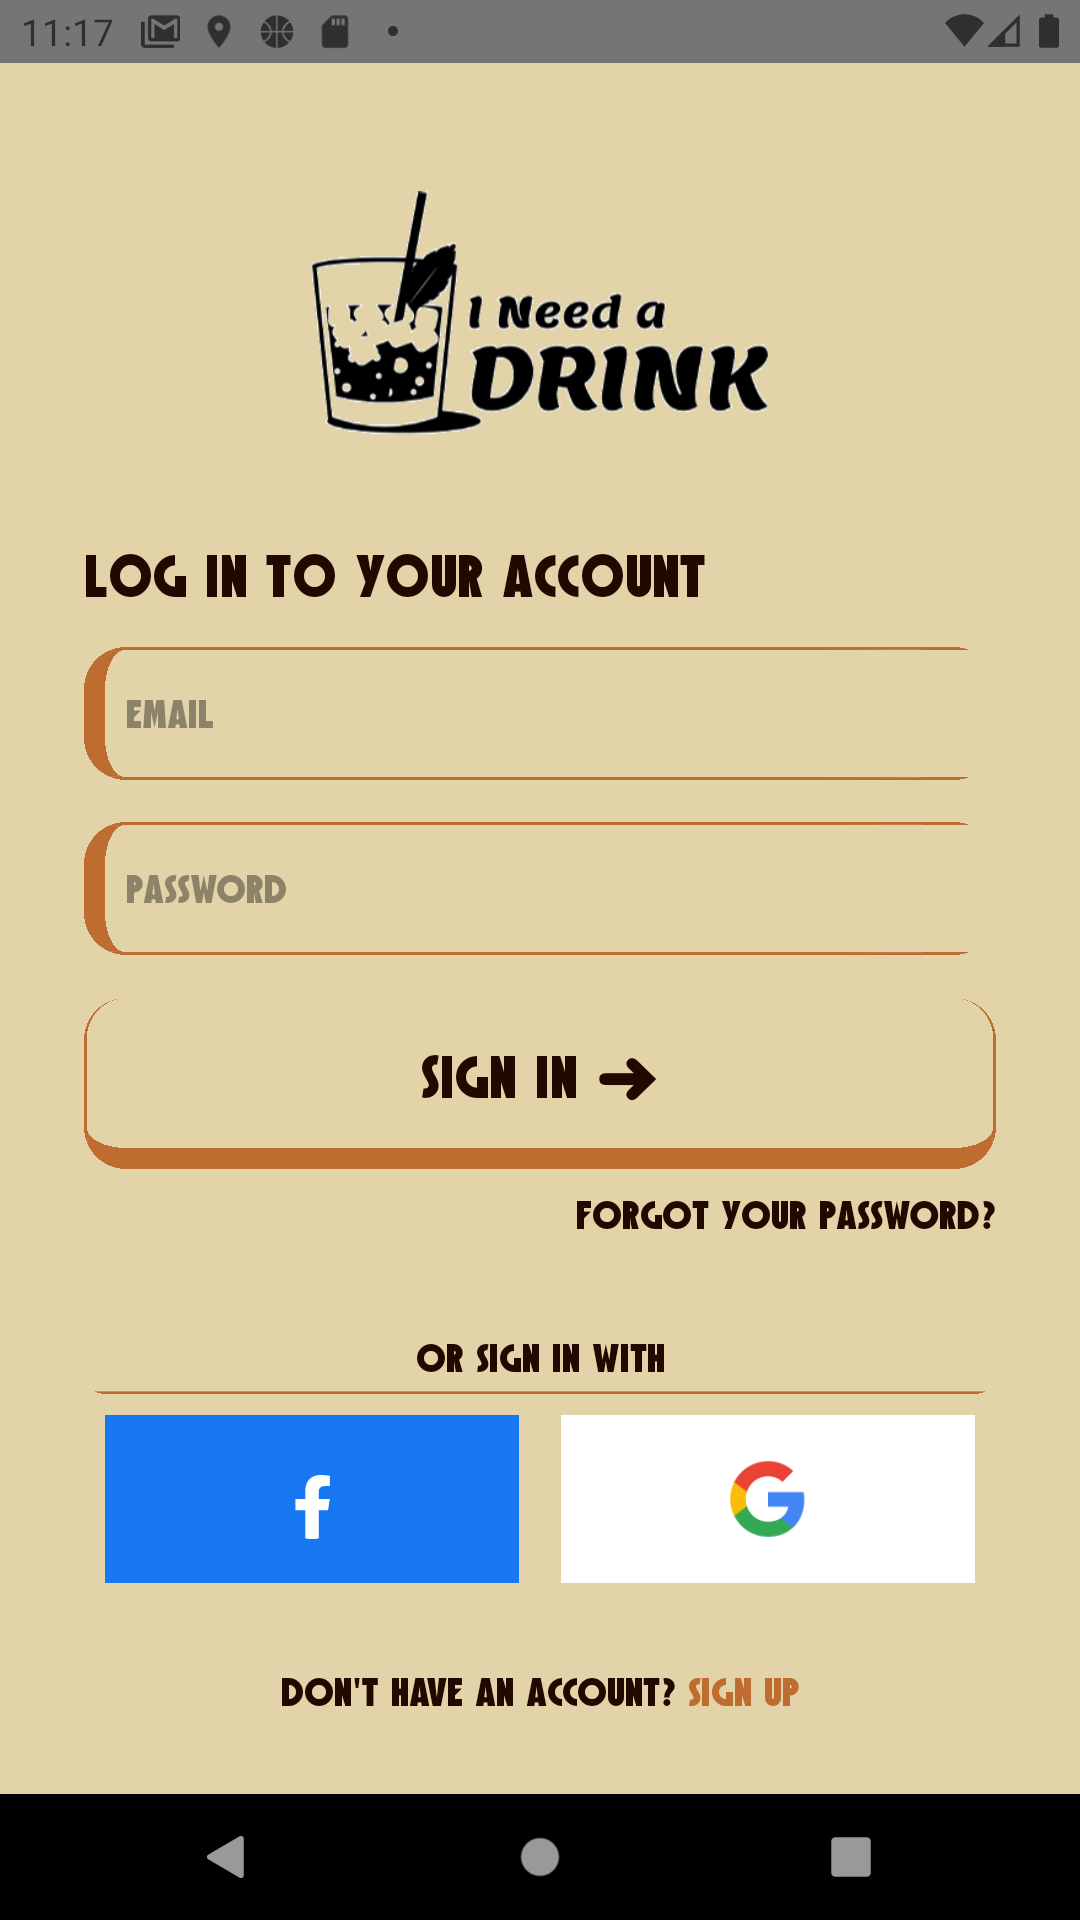 11:17
I Need a
DRINK
LOG IN TO YOUR ACCOUNT
EMAIL
PASSWORD
SIGN IN →
FORGOT YOUR PASSWORD?
OR SIGN IN WITH
DON'T HAVE AN ACCOUNT? SIGN UP